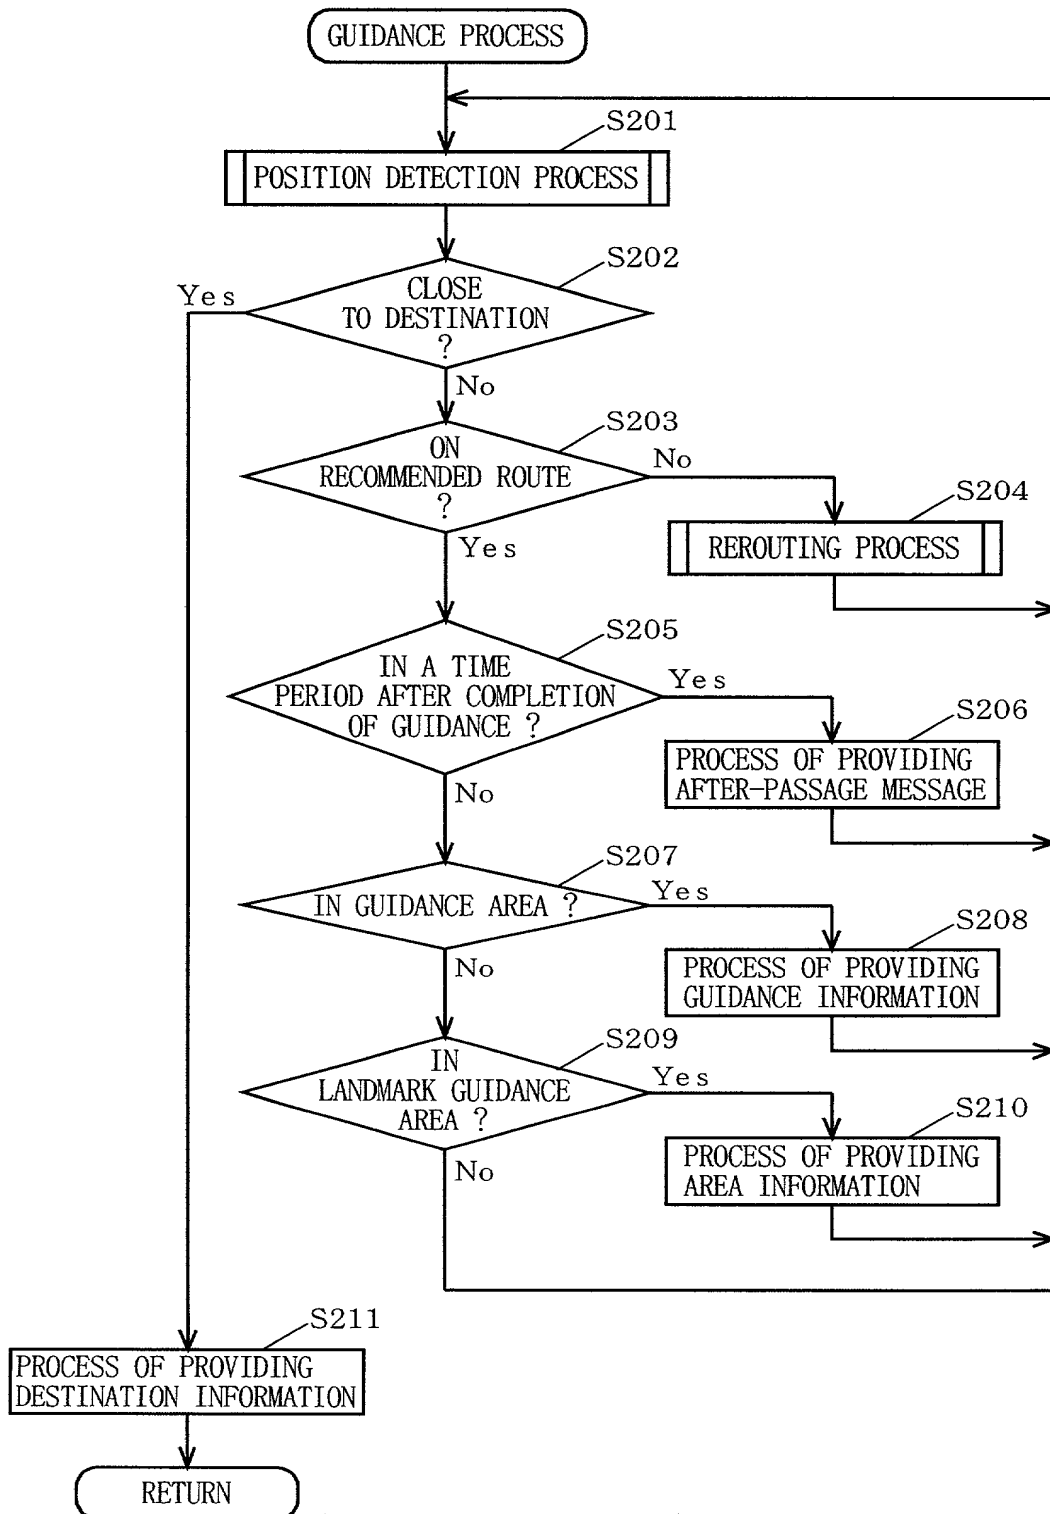 GUIDANCE PROCESS
S201
POSITION DETECTION PROCESS
S202
Yes
CLOSE
TO DESTINATION
?
No
S203
ON
RECOMMENDED ROUTE
?
No
S204
REROUTING PROCESS
Yes
S205
IN A TIME
PERIOD AFTER COMPLETION
OF GUIDANCE ?
Yes
S206
PROCESS OF PROVIDING
AFTER-PASSAGE MESSAGE
No
S207
IN GUIDANCE AREA ?
Yes
S208
PROCESS OF PROVIDING
GUIDANCE INFORMATION
No
S209
IN
LANDMARK GUIDANCE
AREA ?
Yes
S210
PROCESS OF PROVIDING
AREA INFORMATION
No
S211
PROCESS OF PROVIDING
DESTINATION INFORMATION
RETURN